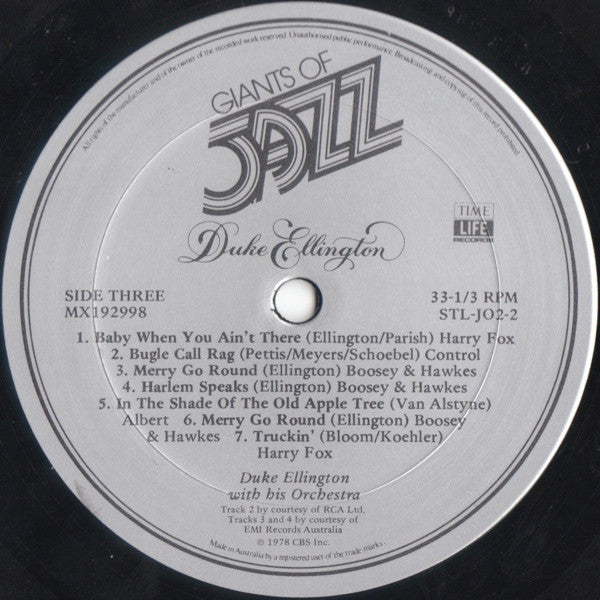 All rights of the manufacturer and of the owner of the recorded work reserved. Unauthorised public performance. Broadcasting and copying of this record prohibited
GIANTS OF
JAZZ
Duke Ellington
TIME
LIFE
RECORDS
SIDE THREE
MX192998
33-1/3 RPM
STL-JO2-2
1. Baby When You Ain't There (Ellington/Parish) Harry Fox
2. Bugle Call Rag (Pettis/Meyers/Schoebel) Control
3. Merry Go Round (Ellington) Boosey & Hawkes
4. Harlem Speaks (Ellington) Boosey & Hawkes
5. In The Shade Of The Old Apple Tree (Van Alstyne)
Albert 6. Merry Go Round (Ellington) Boosey
& Hawkes 7. Truckin' (Bloom/Koehler)
Harry Fox
Duke Ellington
with his Orchestra
Track 2 by courtesy of RCA Ltd.
Tracks 3 and 4 by courtesy of
EMI Records Australia
℗ 1978 CBS Inc.
Made in Australia by a registered user of the trade marks.